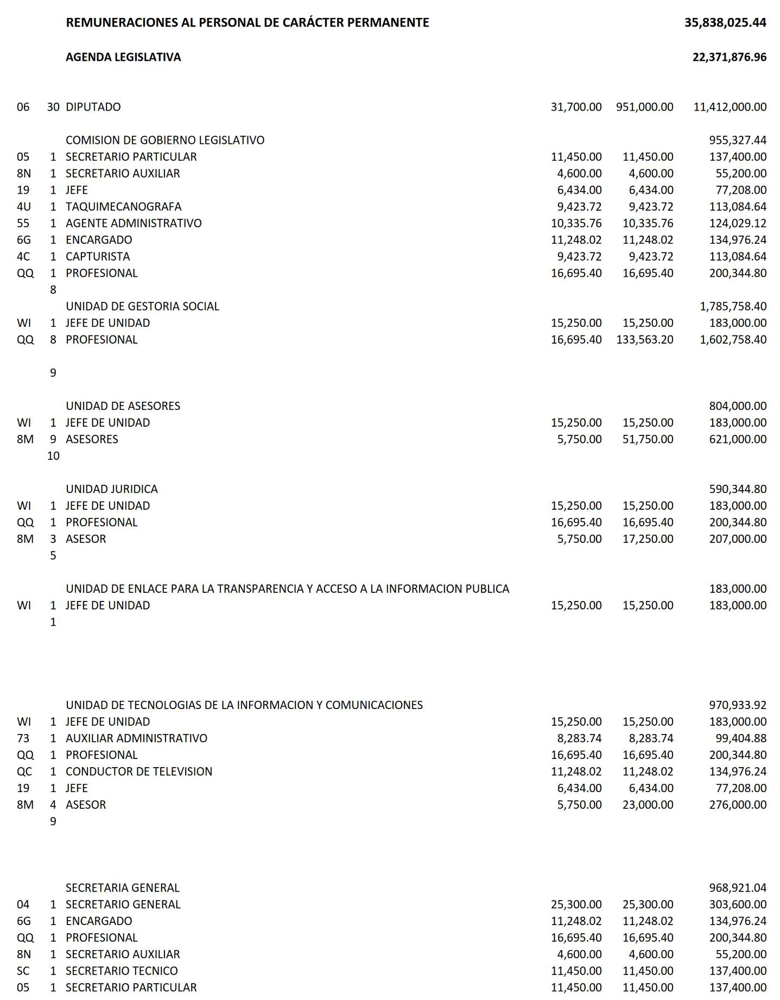 REMUNERACIONES AL PERSONAL DE CARÁCTER PERMANENTE 35,838,025.44
AGENDA LEGISLATIVA 22,371,876.96
06 30 DIPUTADO 31,700.00 951,000.00 11,412,000.00
COMISION DE GOBIERNO LEGISLATIVO 955,327.44
05 1 SECRETARIO PARTICULAR 11,450.00 11,450.00 137,400.00
8N 1 SECRETARIO AUXILIAR 4,600.00 4,600.00 55,200.00
19 1 JEFE 6,434.00 6,434.00 77,208.00
4U 1 TAQUIMECANOGRAFA 9,423.72 9,423.72 113,084.64
55 1 AGENTE ADMINISTRATIVO 10,335.76 10,335.76 124,029.12
6G 1 ENCARGADO 11,248.02 11,248.02 134,976.24
4C 1 CAPTURISTA 9,423.72 9,423.72 113,084.64
QQ 1 PROFESIONAL 16,695.40 16,695.40 200,344.80
8
UNIDAD DE GESTORIA SOCIAL 1,785,758.40
WI 1 JEFE DE UNIDAD 15,250.00 15,250.00 183,000.00
QQ 8 PROFESIONAL 16,695.40 133,563.20 1,602,758.40
9
UNIDAD DE ASESORES 804,000.00
WI 1 JEFE DE UNIDAD 15,250.00 15,250.00 183,000.00
8M 9 ASESORES 5,750.00 51,750.00 621,000.00
10
UNIDAD JURIDICA 590,344.80
WI 1 JEFE DE UNIDAD 15,250.00 15,250.00 183,000.00
QQ 1 PROFESIONAL 16,695.40 16,695.40 200,344.80
8M 3 ASESOR 5,750.00 17,250.00 207,000.00
5
UNIDAD DE ENLACE PARA LA TRANSPARENCIA Y ACCESO A LA INFORMACION PUBLICA 183,000.00
WI 1 JEFE DE UNIDAD 15,250.00 15,250.00 183,000.00
1
UNIDAD DE TECNOLOGIAS DE LA INFORMACION Y COMUNICACIONES 970,933.92
WI 1 JEFE DE UNIDAD 15,250.00 15,250.00 183,000.00
73 1 AUXILIAR ADMINISTRATIVO 8,283.74 8,283.74 99,404.88
QQ 1 PROFESIONAL 16,695.40 16,695.40 200,344.80
QC 1 CONDUCTOR DE TELEVISION 11,248.02 11,248.02 134,976.24
19 1 JEFE 6,434.00 6,434.00 77,208.00
8M 4 ASESOR 5,750.00 23,000.00 276,000.00
9
SECRETARIA GENERAL 968,921.04
04 1 SECRETARIO GENERAL 25,300.00 25,300.00 303,600.00
6G 1 ENCARGADO 11,248.02 11,248.02 134,976.24
QQ 1 PROFESIONAL 16,695.40 16,695.40 200,344.80
8N 1 SECRETARIO AUXILIAR 4,600.00 4,600.00 55,200.00
SC 1 SECRETARIO TECNICO 11,450.00 11,450.00 137,400.00
05 1 SECRETARIO PARTICULAR 11,450.00 11,450.00 137,400.00